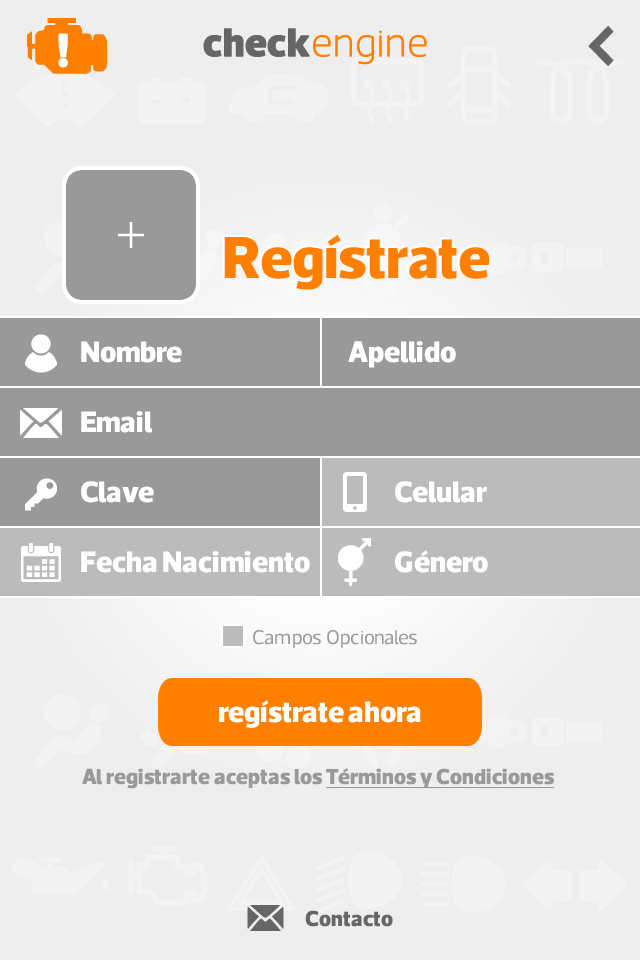 checkengine
Regístrate
Nombre
Apellido
Email
Clave
Celular
Fecha Nacimiento
Género
Campos Opcionales
regístrate ahora
Al registrarte aceptas los Términos y Condiciones
Contacto